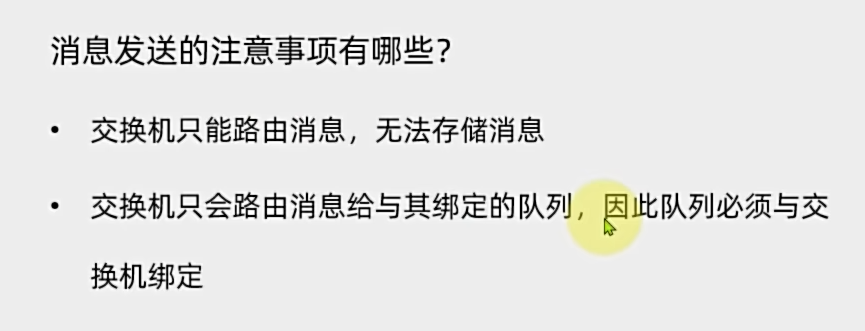 消息发送的注意事项有哪些?
• 交换机只能路由消息，无法存储消息
• 交换机只会路由消息给与其绑定的队列，因此队列必须与交
换机绑定